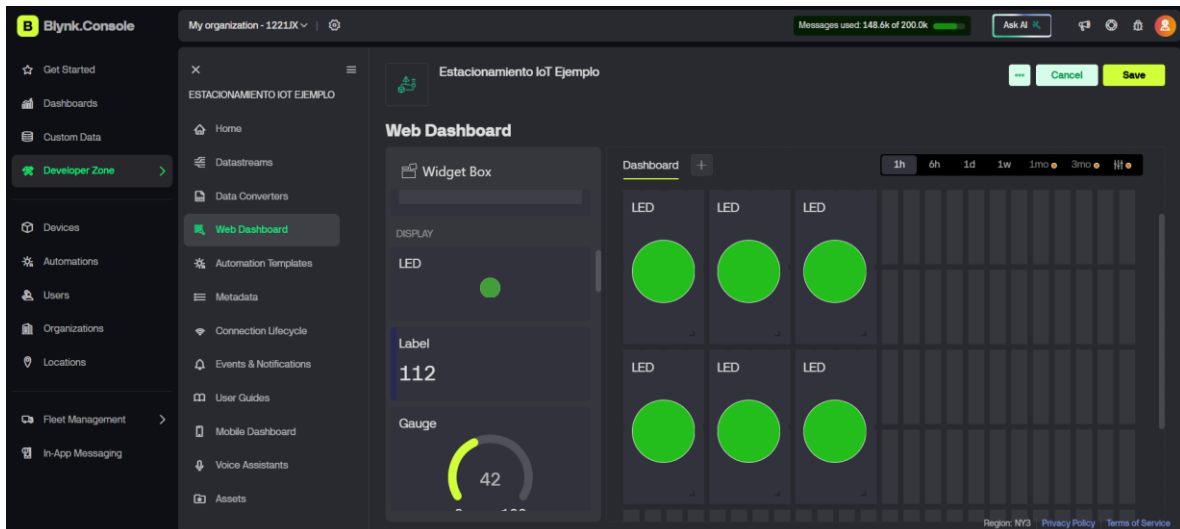 B Blynk.Console
My organization - 1221JX
Messages used: 148.6k of 200.0k
Ask AI
Get Started
Dashboards
Custom Data
Developer Zone
Devices
Automations
Users
Organizations
Locations
Fleet Management
In-App Messaging
ESTACIONAMIENTO IOT EJEMPLO
Home
Datastreams
Data Converters
Web Dashboard
Automation Templates
Metadata
Connection Lifecycle
Events & Notifications
User Guides
Mobile Dashboard
Voice Assistants
Assets
Estacionamiento IoT Ejemplo
Cancel
Save
Web Dashboard
Widget Box
DISPLAY
LED
Label
112
Gauge
42
Dashboard
1h 6h 1d 1w 1mo 3mo
LED LED LED
LED LED LED
Region: NY3 Privacy Policy Terms of Service